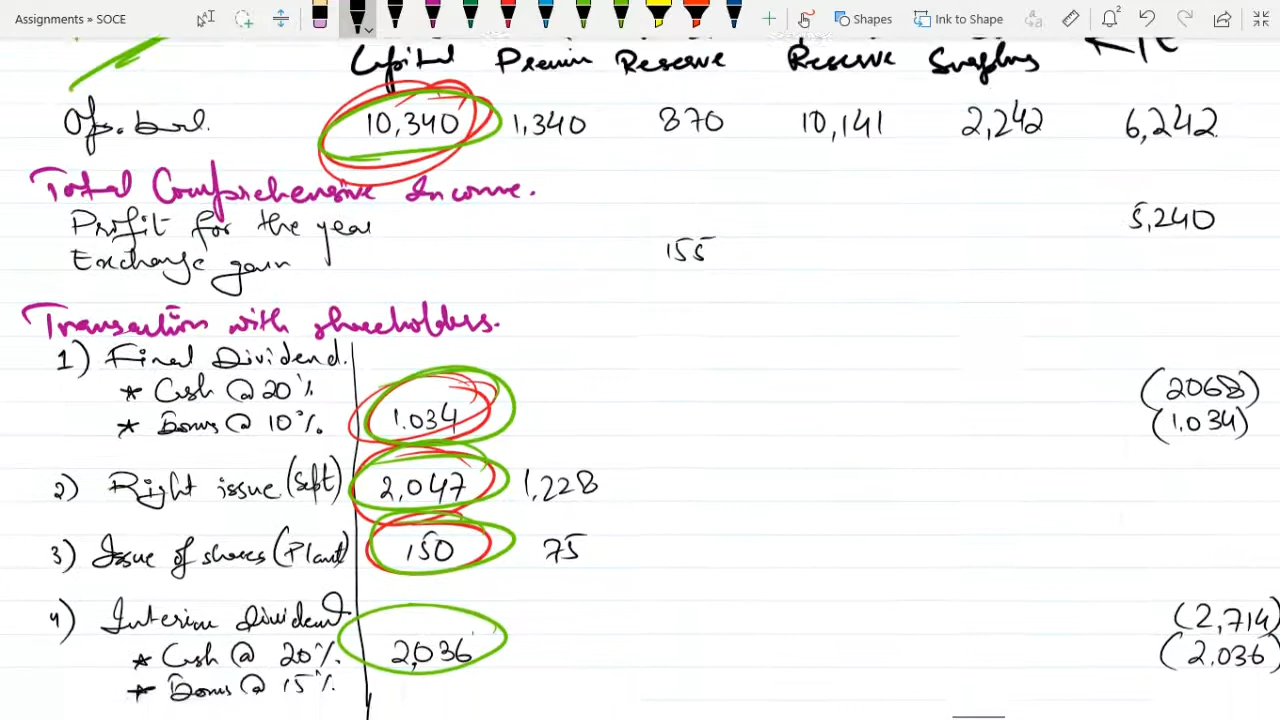 Assignments » SOCE
Shapes Ink to Shape 2
Capital Premium Reserve Reserve Surplus R/E
Op. bal. 10,340 1,340 870 10,141 2,242 6,242
Total Comprehensive Income.
Profit for the year 5,240
Exchange gain 155
Transaction with shareholders.
1) Final Dividend.
* Cash @ 20% (2068)
* Bonus @ 10%. 1.034 (1.034)
2) Right issue (Sept) 2,047 1,228
3) Issue of shares (Plant) 150 75
4) Interim dividend (2,714)
* Cash @ 20%. 2,036 (2.036)
* Bonus @ 15%.